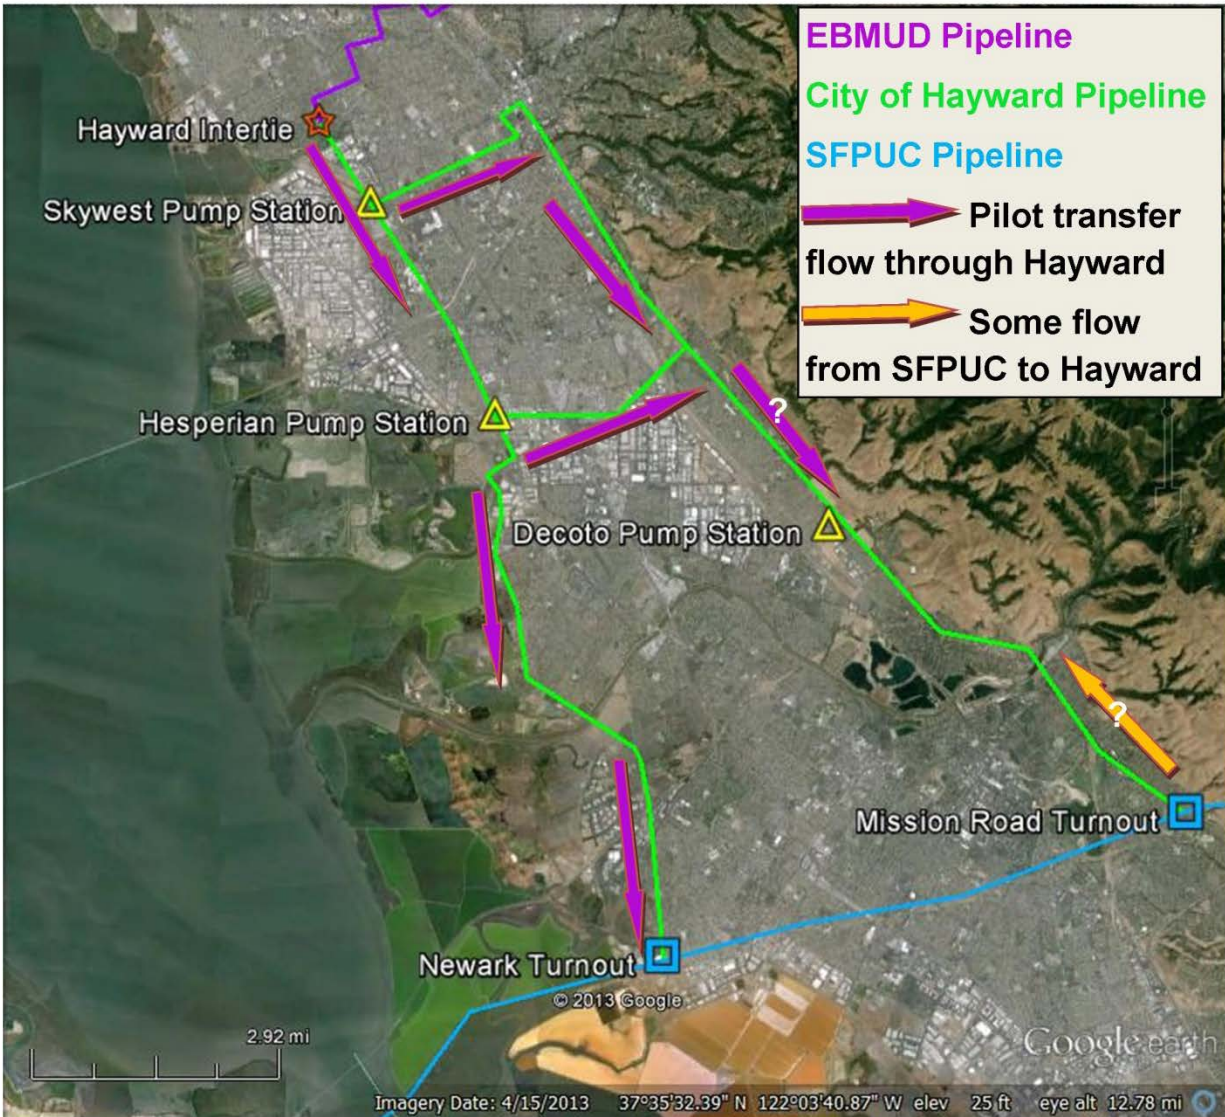 EBMUD Pipeline
City of Hayward Pipeline
SFPUC Pipeline
Pilot transfer
flow through Hayward
Some flow
from SFPUC to Hayward
Hayward Intertie
Skywest Pump Station
Hesperian Pump Station
?
Decoto Pump Station
?
Mission Road Turnout
Newark Turnout
© 2013 Google
2.92 mi
Google earth
Imagery Date: 4/15/2013 37°35'32.39" N 122°03'40.87" W elev 25 ft eye alt 12.78 mi